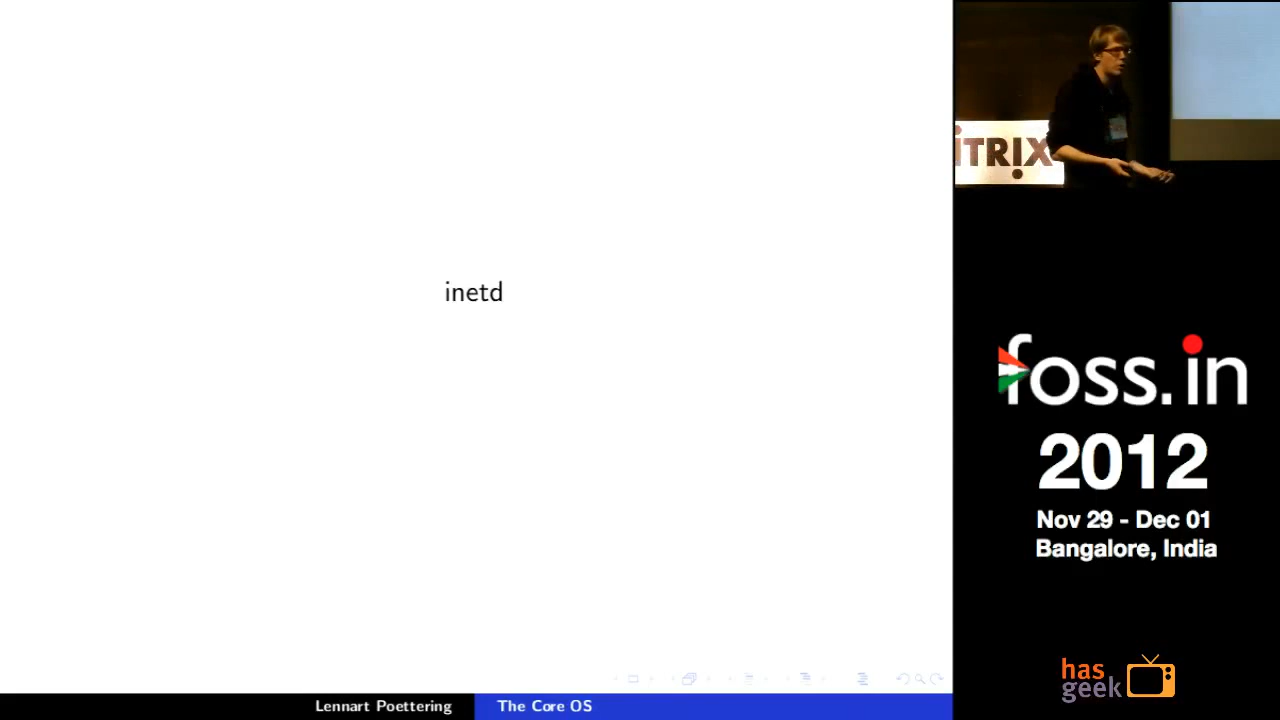 inetd
Lennart Poettering
The Core OS
iTRIX
foss.in
2012
Nov 29 - Dec 01
Bangalore, India
has
geek